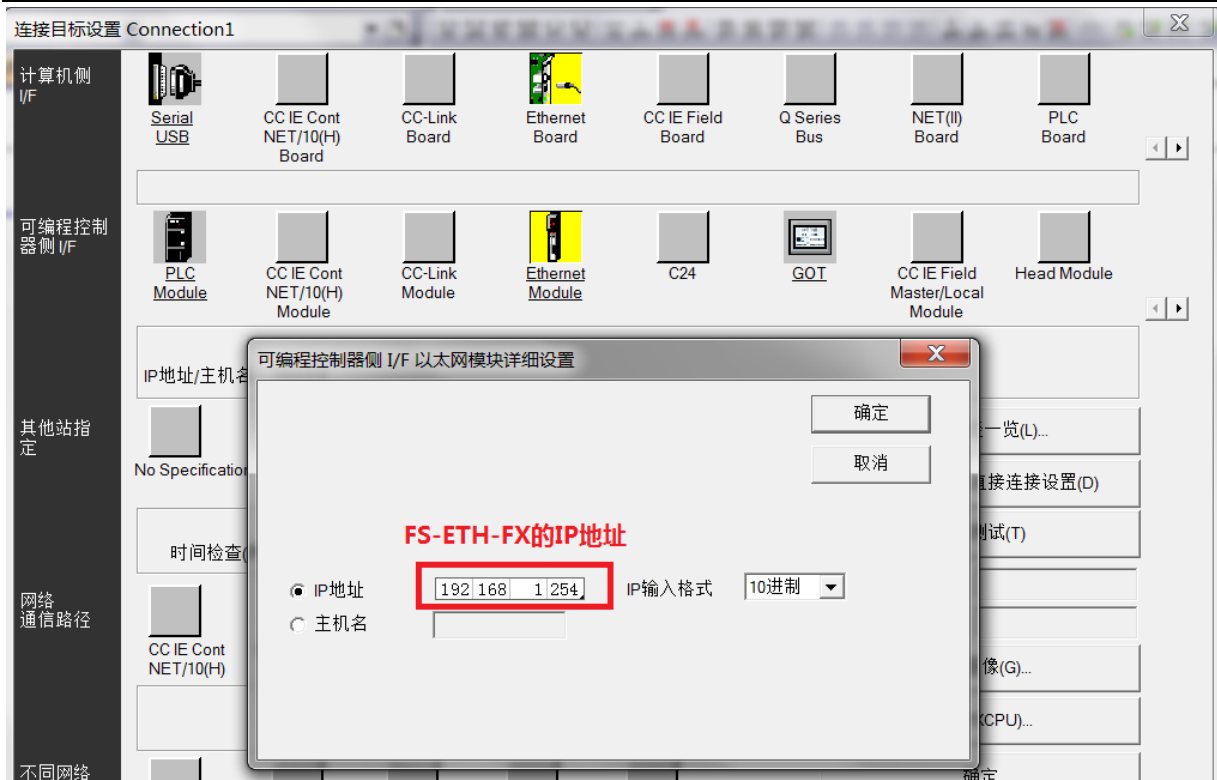 连接目标设置 Connection1
计算机侧
I/F
Serial
USB
CC IE Cont
NET/10(H)
Board
CC-Link
Board
Ethernet
Board
CC IE Field
Board
Q Series
Bus
NET(II)
Board
PLC
Board
可编程控制
器侧 I/F
PLC
Module
CC IE Cont
NET/10(H)
Module
CC-Link
Module
Ethernet
Module
C24
GOT
CC IE Field
Master/Local
Module
Head Module
IP地址/主机名
可编程控制器侧 I/F 以太网模块详细设置
确定
取消
FS-ETH-FX的IP地址
IP地址
192 168 1 254
IP输入格式
10进制
主机名
其他站指
定
No Specification
一览(L)...
直接连接设置(D)
时间检查(
测试(T)
网络
通信路径
CC IE Cont
NET/10(H)
像(G)...
CPU)...
不同网络
确定